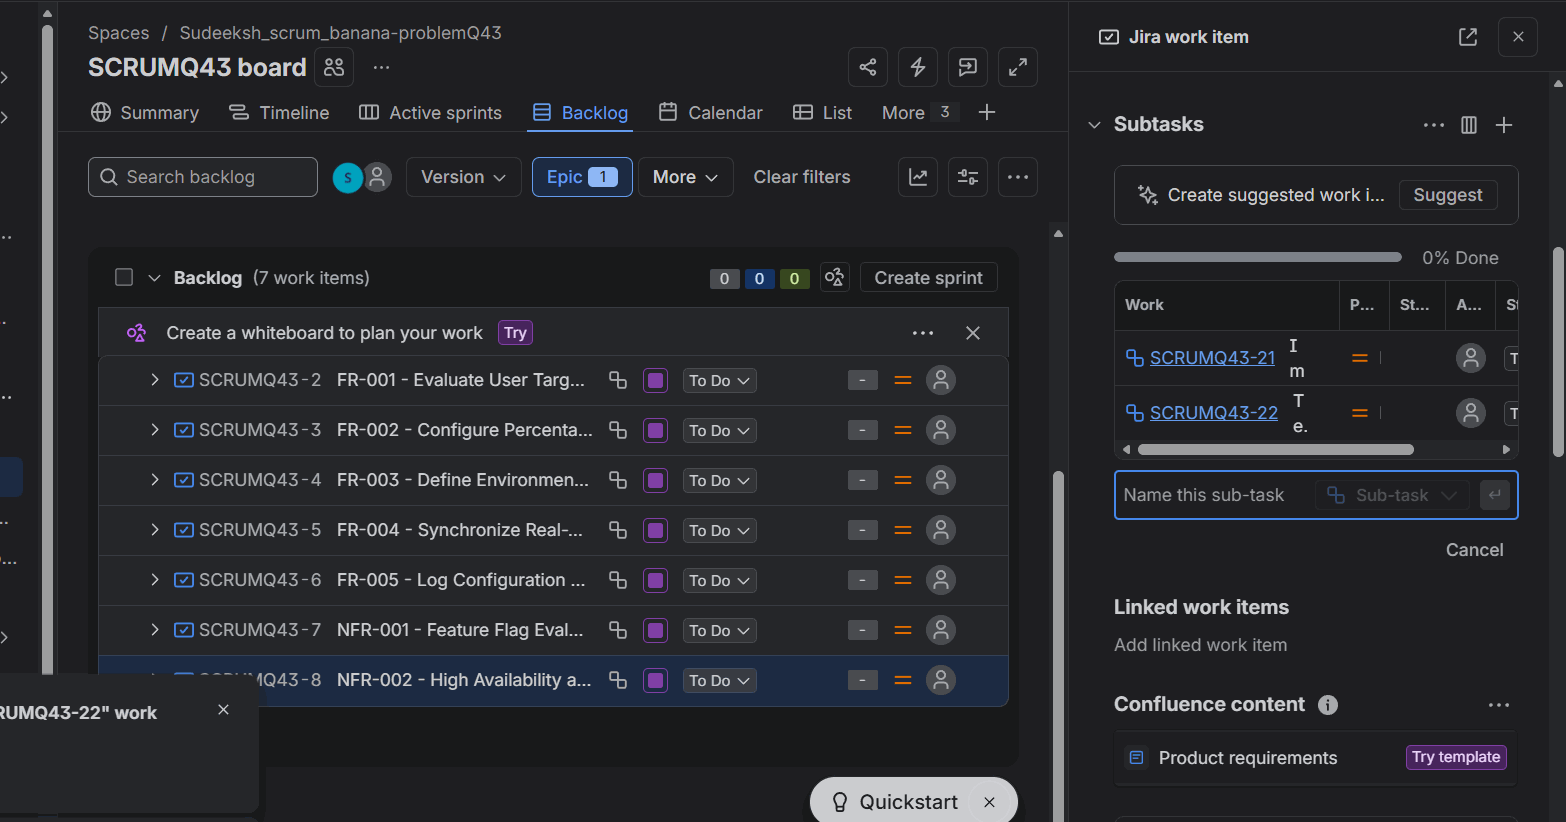 Spaces / Sudeeksh_scrum_banana-problemQ43
SCRUMQ43 board
Summary Timeline Active sprints Backlog Calendar List More 3
Search backlog S Version Epic 1 More Clear filters
Backlog (7 work items) 0 0 0 Create sprint
Create a whiteboard to plan your work Try
SCRUMQ43-2 FR-001 - Evaluate User Targ... To Do -
SCRUMQ43-3 FR-002 - Configure Percenta... To Do -
SCRUMQ43-4 FR-003 - Define Environmen... To Do -
SCRUMQ43-5 FR-004 - Synchronize Real-... To Do -
SCRUMQ43-6 FR-005 - Log Configuration ... To Do -
SCRUMQ43-7 NFR-001 - Feature Flag Eval... To Do -
MQ43-8 NFR-002 - High Availability a... To Do -
RUMQ43-22" work
Quickstart
Jira work item
Subtasks
Create suggested work i... Suggest
0% Done
Work P... St... A... St
SCRUMQ43-21 I m T
SCRUMQ43-22 T e. T
Name this sub-task Sub-task
Cancel
Linked work items
Add linked work item
Confluence content
Product requirements Try template